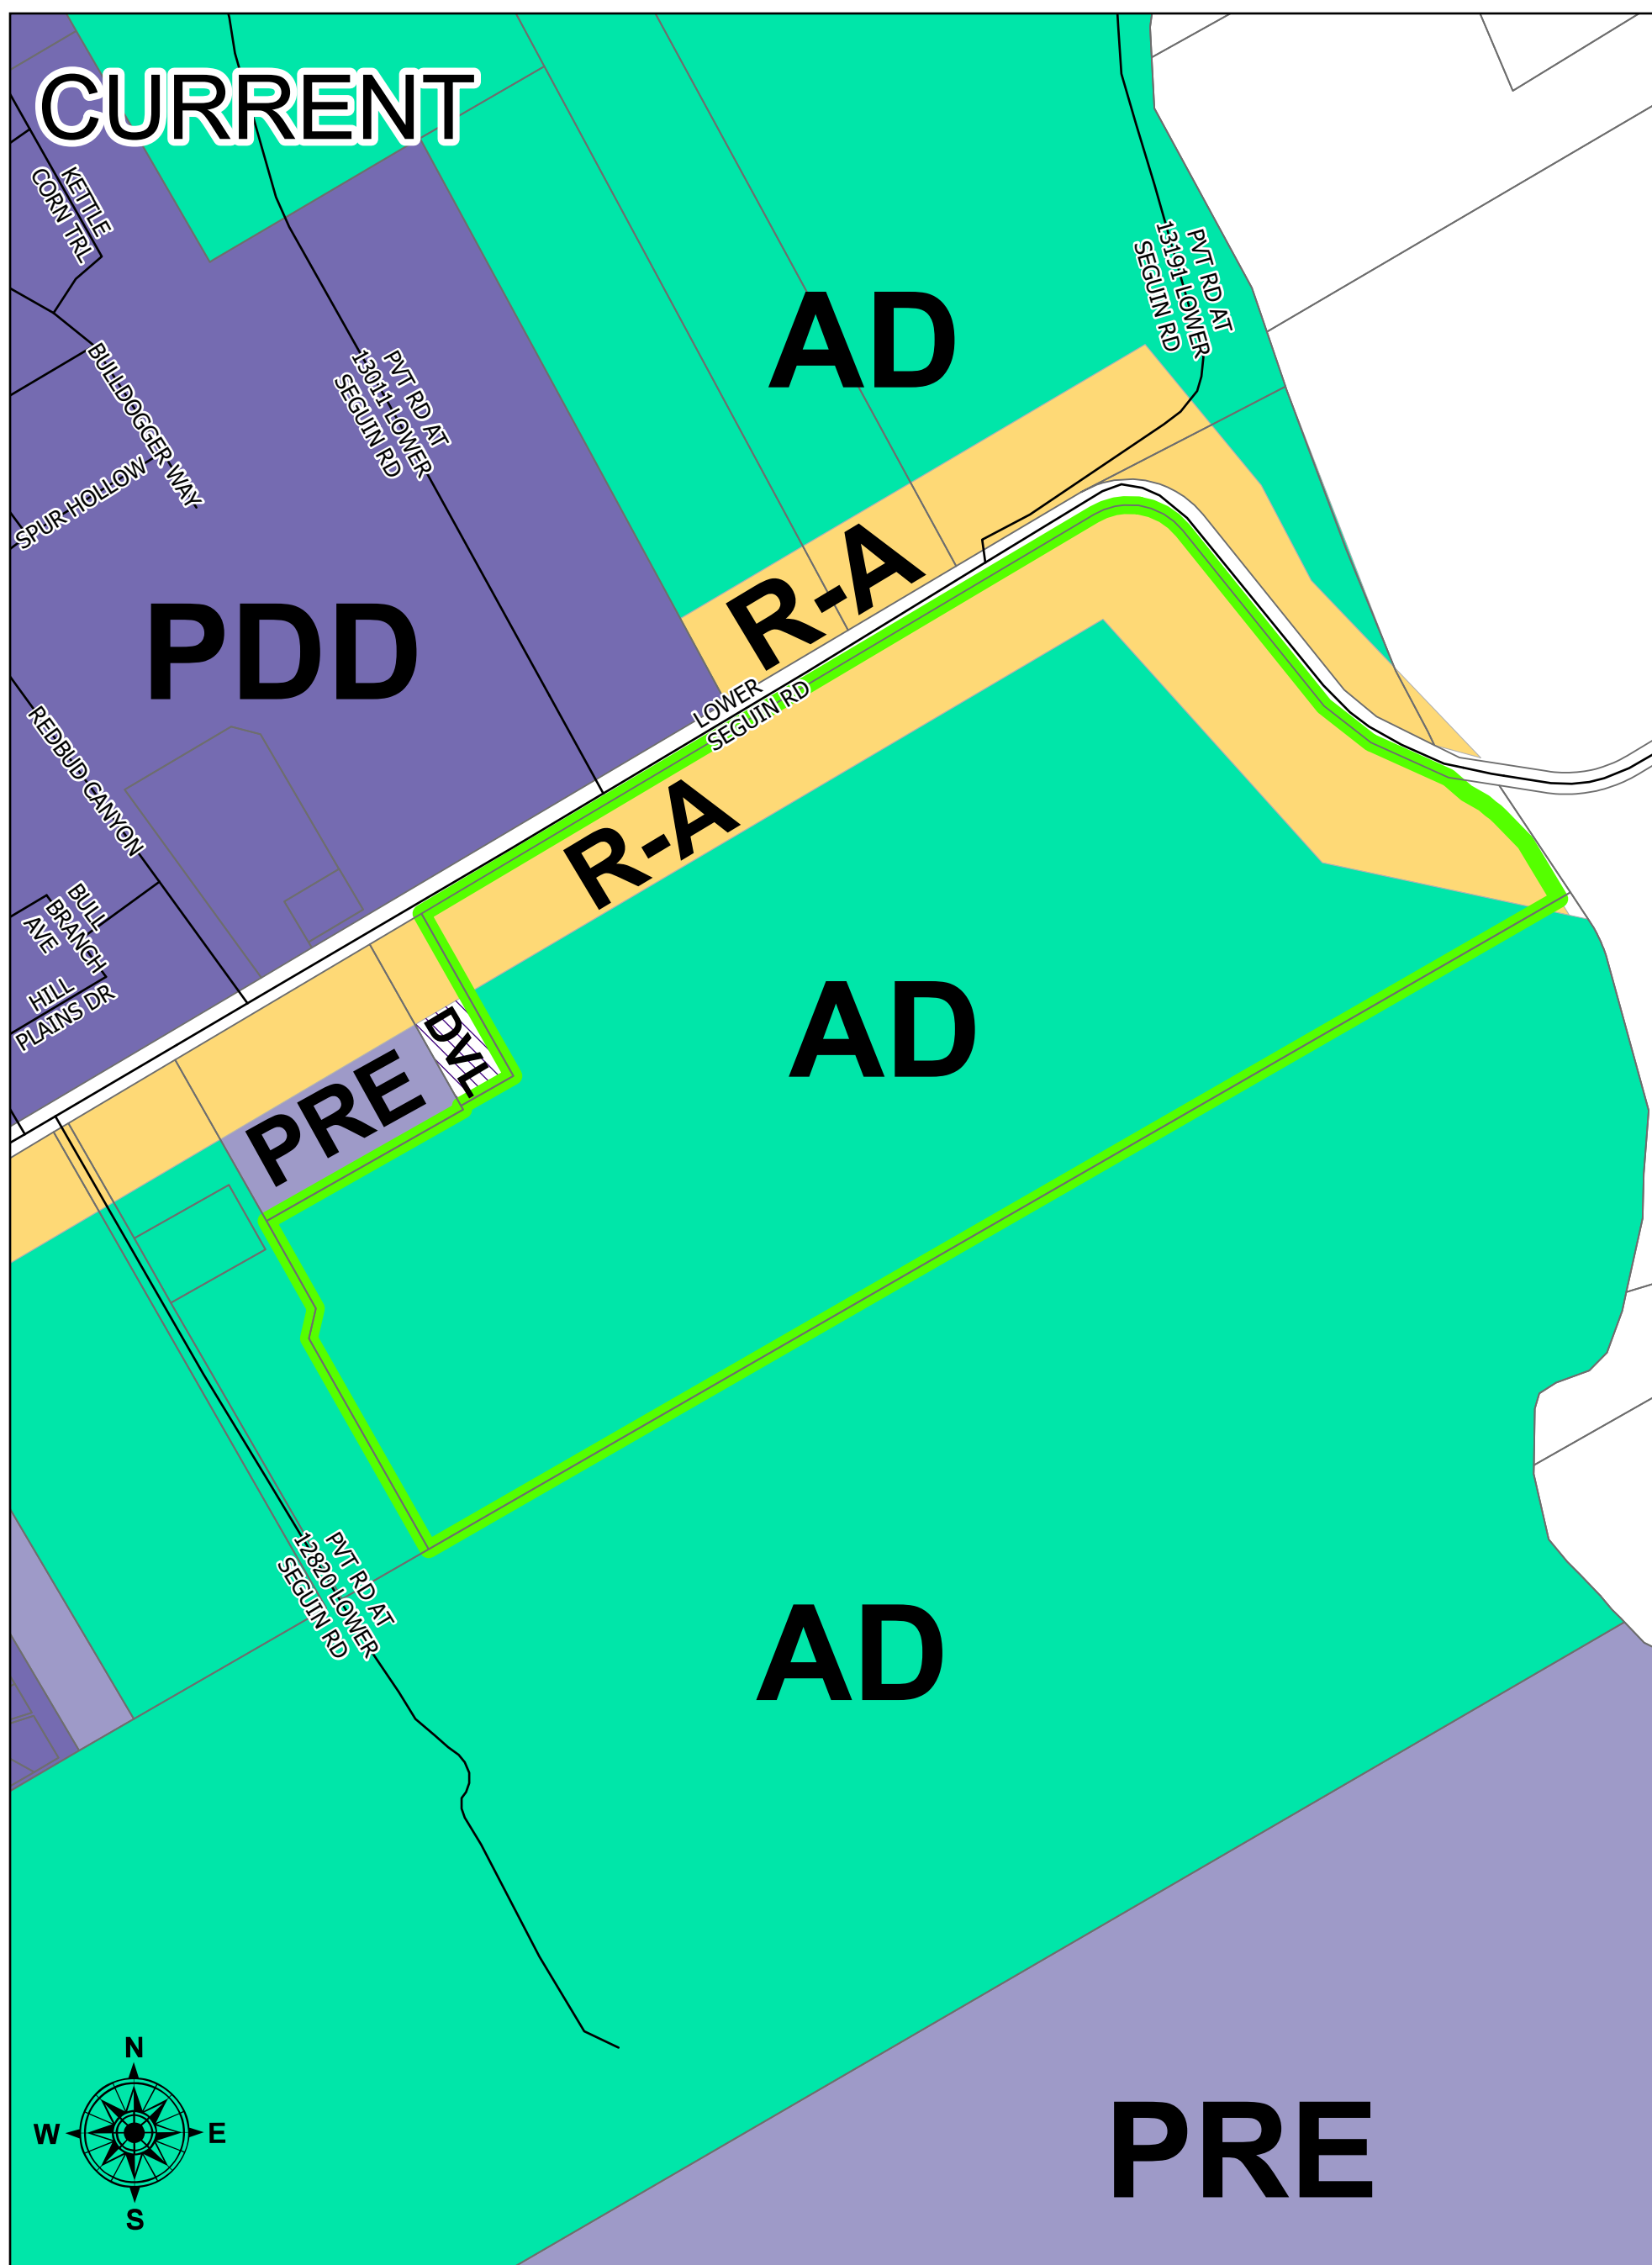 CURRENT
KETTLE
CORN TRL
PVT RD AT
13191 LOWER
SEGUIN RD
AD
BULLDOGGER WAY
PVT RD AT
13011 LOWER
SEGUIN RD
SPUR HOLLOW
R-A
PDD
LOWER
SEGUIN RD
REDBUD CANYON
R-A
BULL
BRANCH
AVE
HILL
PLAINS DR
DVL
AD
PRE
PVT RD AT
12820 LOWER
SEGUIN RD
AD
N
W
E
S
PRE